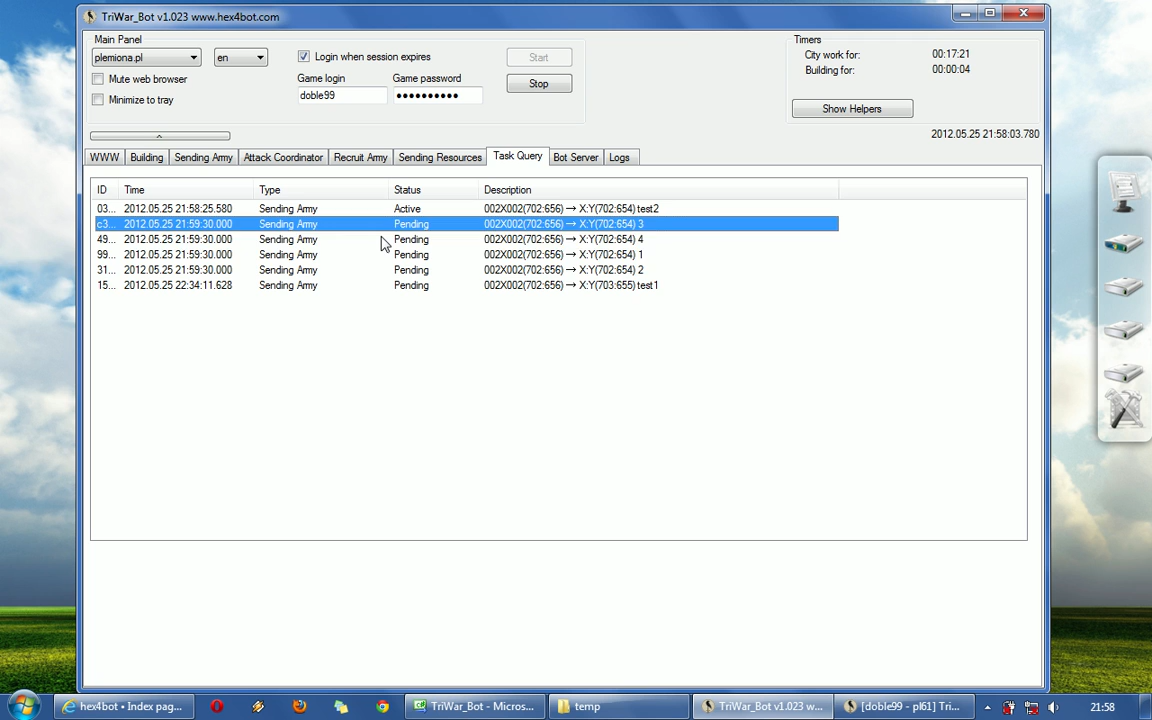 TriWar_Bot v1.023 www.hex4bot.com
Main Panel
plemiona.pl
en
Login when session expires
Start
Mute web browser
Game login
Game password
Stop
Minimize to tray
doble99
●●●●●●●●●●
Timers
City work for: 00:17:21
Building for: 00:00:04
Show Helpers
2012.05.25 21:58:03.780
WWW Building Sending Army Attack Coordinator Recruit Army Sending Resources Task Query Bot Server Logs
ID Time Type Status Description
03... 2012.05.25 21:58:25.580 Sending Army Active 002X002(702:656) → X:Y(702:654) test2
c3... 2012.05.25 21:59:30.000 Sending Army Pending 002X002(702:656) → X:Y(702:654) 3
49... 2012.05.25 21:59:30.000 Sending Army Pending 002X002(702:656) → X:Y(702:654) 4
99... 2012.05.25 21:59:30.000 Sending Army Pending 002X002(702:656) → X:Y(702:654) 1
31... 2012.05.25 21:59:30.000 Sending Army Pending 002X002(702:656) → X:Y(702:654) 2
15... 2012.05.25 22:34:11.628 Sending Army Pending 002X002(702:656) → X:Y(703:655) test1
hex4bot • Index pag...
TriWar_Bot - Micros...
temp
TriWar_Bot v1.023 w...
[doble99 - pl61] Tri...
21:58